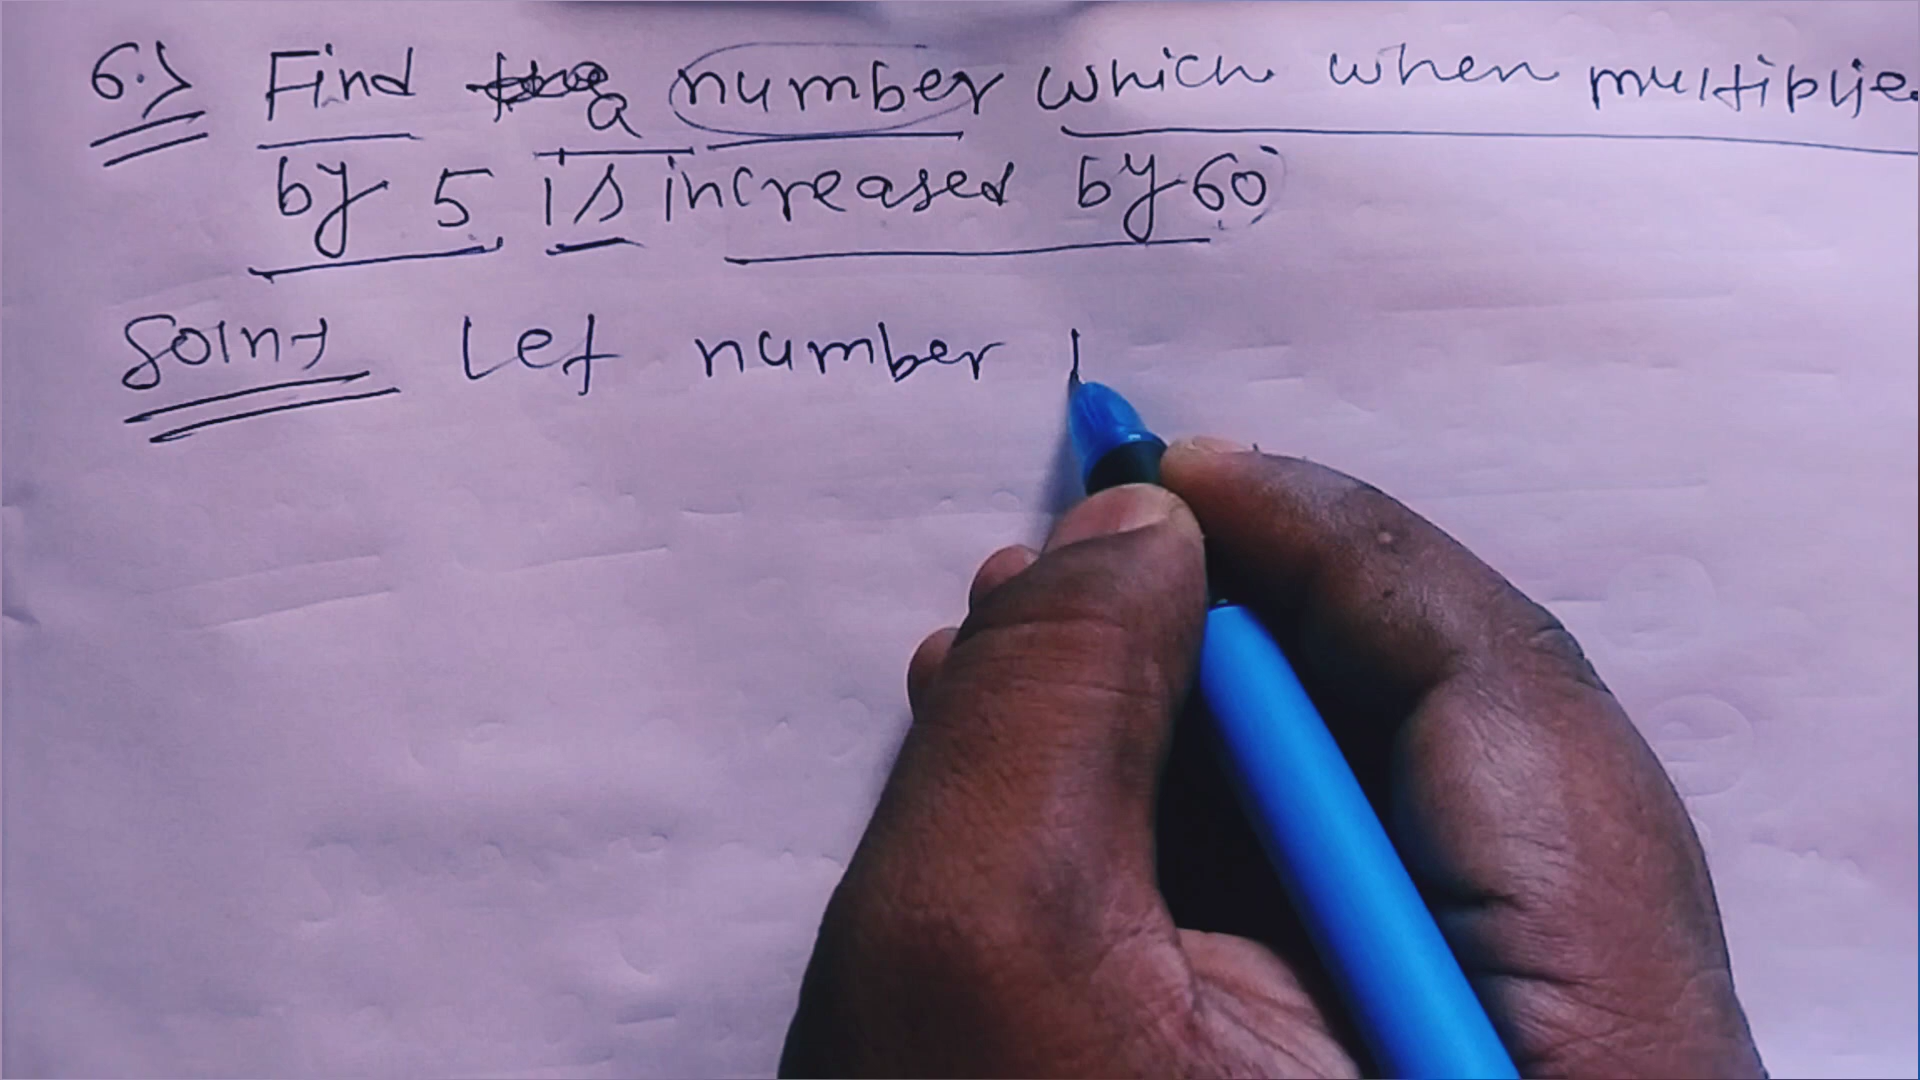 6.> Find a number which when multiplie
by 5 is increased by 60
Soln→ Let number